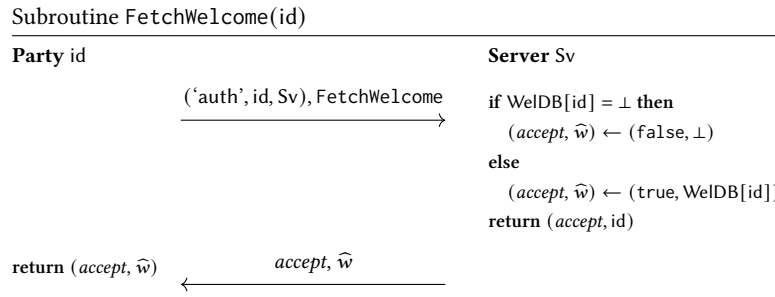 Subroutine FetchWelcome(id)
Party id
Server Sv
('auth', id, Sv), FetchWelcome
if WelDB[id] = ⊥ then
(accept, ŵ) ← (false, ⊥)
else
(accept, ŵ) ← (true, WelDB[id])
return (accept, id)
return (accept, ŵ)
accept, ŵ